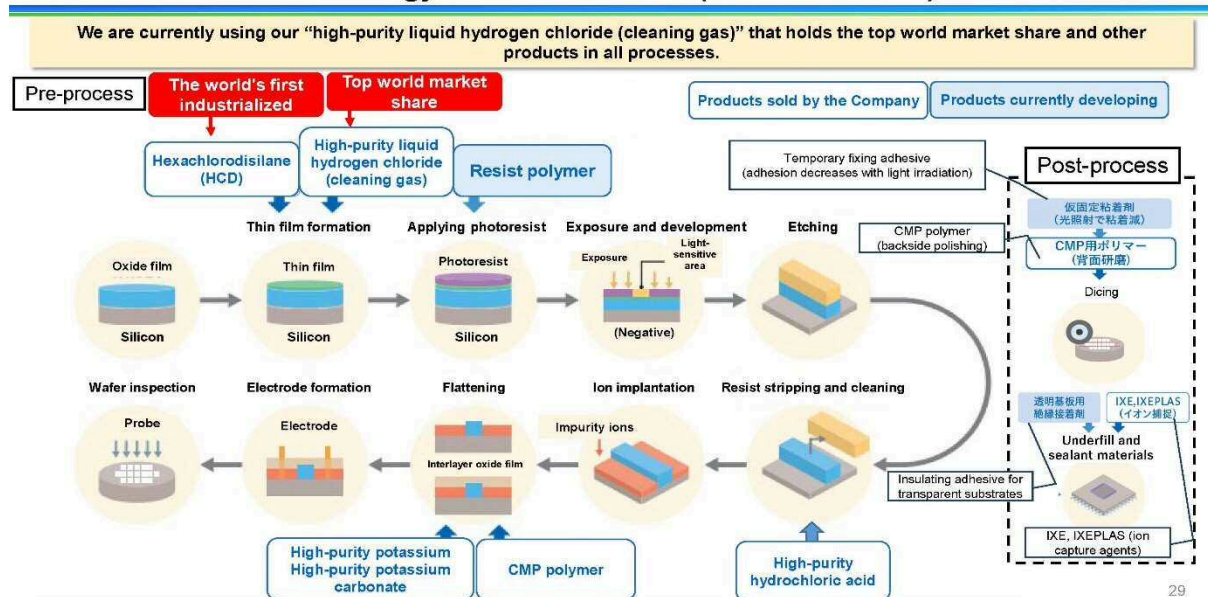 We are currently using our “high-purity liquid hydrogen chloride (cleaning gas)” that holds the top world market share and other
products in all processes.
Pre-process
The world's first
industrialized
Top world market
share
Products sold by the Company
Products currently developing
Hexachlorodisilane
(HCD)
High-purity liquid
hydrogen chloride
(cleaning gas)
Resist polymer
Temporary fixing adhesive
(adhesion decreases with light irradiation)
Post-process
仮固定粘着剤
(光照射で粘着減)
CMP polymer
(backside polishing)
CMP用ポリマー
(背面研磨)
Thin film formation
Applying photoresist
Exposure and development
Etching
Oxide film
Silicon
Thin film
Silicon
Photoresist
Silicon
Exposure
Light-
sensitive
area
(Negative)
Dicing
Wafer inspection
Electrode formation
Flattening
Ion implantation
Resist stripping and cleaning
Probe
Electrode
Interlayer oxide film
Impurity ions
透明基板用
絶縁接着剤
IXE,IXEPLAS
(イオン捕捉)
Underfill and
sealant materials
Insulating adhesive for
transparent substrates
IXE, IXEPLAS (ion
capture agents)
High-purity potassium
High-purity potassium
carbonate
CMP polymer
High-purity
hydrochloric acid
29